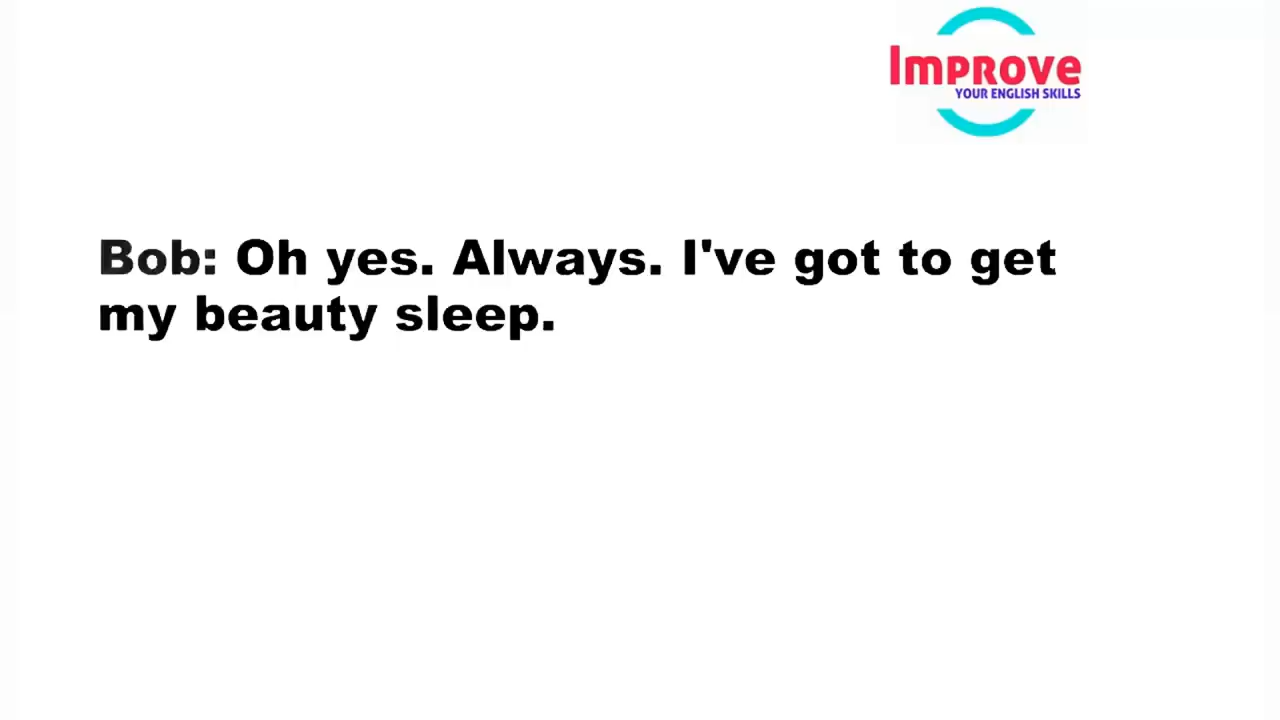 Improve
YOUR ENGLISH SKILLS
Bob: Oh yes. Always. I've got to get
my beauty sleep.